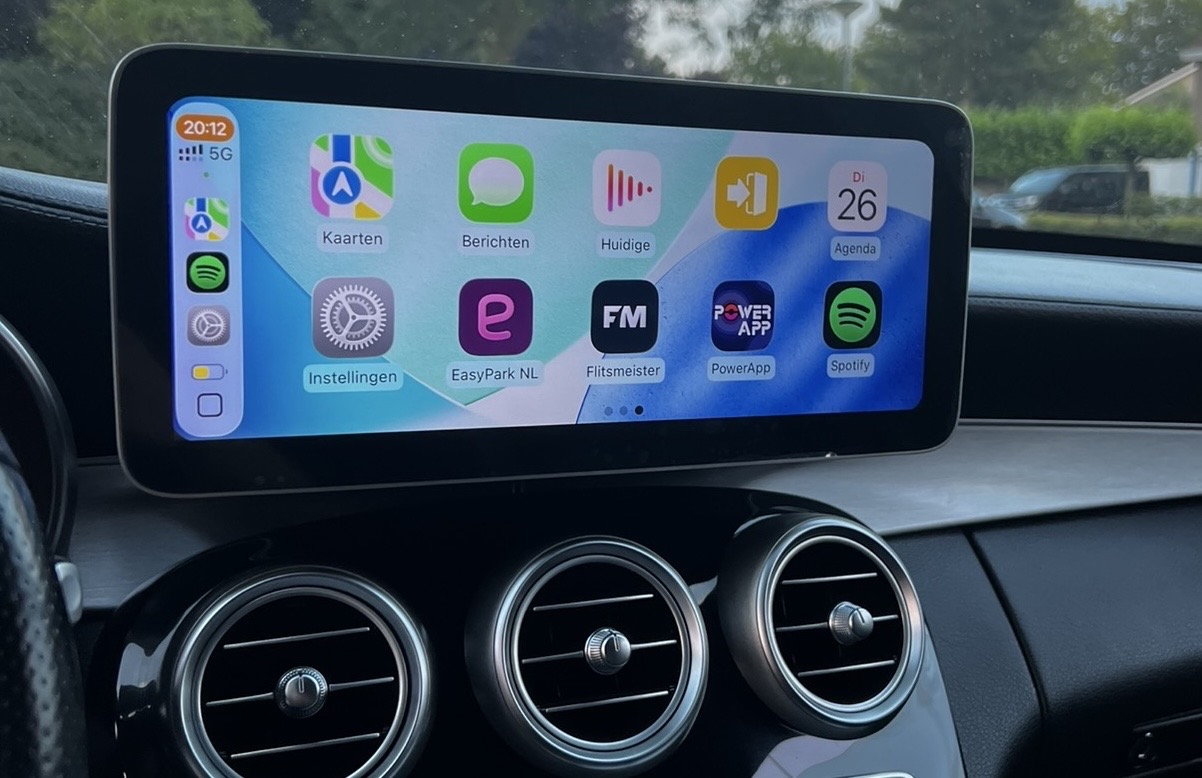 20:12
5G
Di
26
Kaarten
Berichten
Huidige
Agenda
FM
POWER
APP
Instellingen
EasyPark NL
Flitsmeister
PowerApp
Spotify